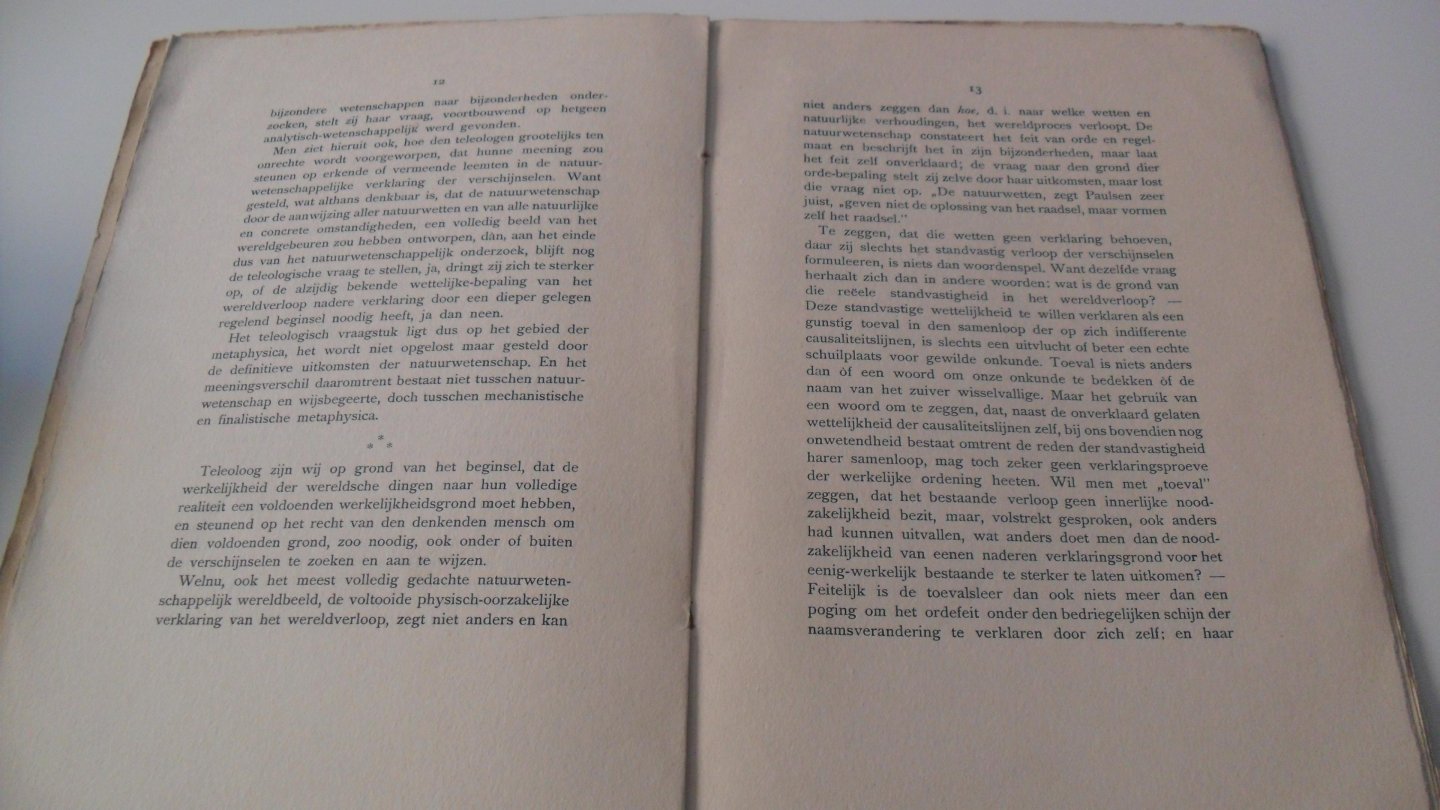 12
bijzondere wetenschappen naar bijzonderheden onder-
zoeken, stelt zij haar vraag, voortbouwend op hetgeen
analytisch-wetenschappelijk werd gevonden.
Men ziet hieruit ook, hoe den teleologen grootelijks ten
onrechte wordt voorgeworpen, dat hunne meening zou
steunen op erkende of vermeende leemten in de natuur-
wetenschappelijke verklaring der verschijnselen. Want
gesteld, wat althans denkbaar is, dat de natuurwetenschap
door de aanwijzing aller natuurwetten en van alle natuurlijke
en concrete omstandigheden, een volledig beeld van het
wereldgebeuren zou hebben ontworpen, dàn, aan het einde
dus van het natuurwetenschappelijk onderzoek, blijft nog
de teleologische vraag te stellen, ja, dringt zij zich te sterker
op, of de alzijdig bekende wettelijke-bepaling van het
wereldverloop nadere verklaring door een dieper gelegen
regelend beginsel noodig heeft, ja dan neen.
Het teleologisch vraagstuk ligt dus op het gebied der
metaphysica, het wordt niet opgelost maar gesteld door
de definitieve uitkomsten der natuurwetenschap. En het
meeningsverschil daaromtrent bestaat niet tusschen natuur-
wetenschap en wijsbegeerte, doch tusschen mechanistische
en finalistische metaphysica.
* * *
Teleoloog zijn wij op grond van het beginsel, dat de
werkelijkheid der wereldsche dingen naar hun volledige
realiteit een voldoenden werkelijkheidsgrond moet hebben,
en steunend op het recht van den denkenden mensch om
dien voldoenden grond, zoo noodig, ook onder of buiten
de verschijnselen te zoeken en aan te wijzen.
Welnu, ook het meest volledig gedachte natuurweten-
schappelijk wereldbeeld, de voltooide physisch-oorzakelijke
verklaring van het wereldverloop, zegt niet anders en kan
13
niet anders zeggen dan hoe, d. i. naar welke wetten en
natuurlijke verhoudingen, het wereldproces verloopt. De
natuurwetenschap constateert het feit van orde en regel-
maat en beschrijft het in zijn bijzonderheden, maar laat
het feit zelf onverklaard; de vraag naar den grond dier
orde-bepaling stelt zij zelve door haar uitkomsten, maar lost
die vraag niet op. „De natuurwetten, zegt Paulsen zeer
juist, „geven niet de oplossing van het raadsel, maar vormen
zelf het raadsel."
Te zeggen, dat die wetten geen verklaring behoeven,
daar zij slechts het standvastig verloop der verschijnselen
formuleeren, is niets dan woordenspel. Want dezelfde vraag
herhaalt zich dan in andere woorden: wat is de grond van
die reëele standvastigheid in het wereldverloop? —
Deze standvastige wettelijkheid te willen verklaren als een
gunstig toeval in den samenloop der op zich indifferente
causaliteitslijnen, is slechts een uitvlucht of beter een echte
schuilplaats voor gewilde onkunde. Toeval is niets anders
dan òf een woord om onze onkunde te bedekken òf de
naam van het zuiver wisselvallige. Maar het gebruik van
een woord om te zeggen, dat, naast de onverklaard gelaten
wettelijkheid der causaliteitslijnen zelf, bij ons bovendien nog
onwetendheid bestaat omtrent de reden der standvastigheid
harer samenloop, mag toch zeker geen verklaringsproeve
der werkelijke ordening heeten. Wil men met „toeval"
zeggen, dat het bestaande verloop geen innerlijke nood-
zakelijkheid bezit, maar, volstrekt gesproken, ook anders
had kunnen uitvallen, wat anders doet men dan de nood-
zakelijkheid van eenen naderen verklaringsgrond voor het
eenig-werkelijk bestaande te sterker te laten uitkomen? —
Feitelijk is de toevalsleer dan ook niets meer dan een
poging om het ordefeit onder den bedriegelijken schijn der
naamsverandering te verklaren door zich zelf; en haar